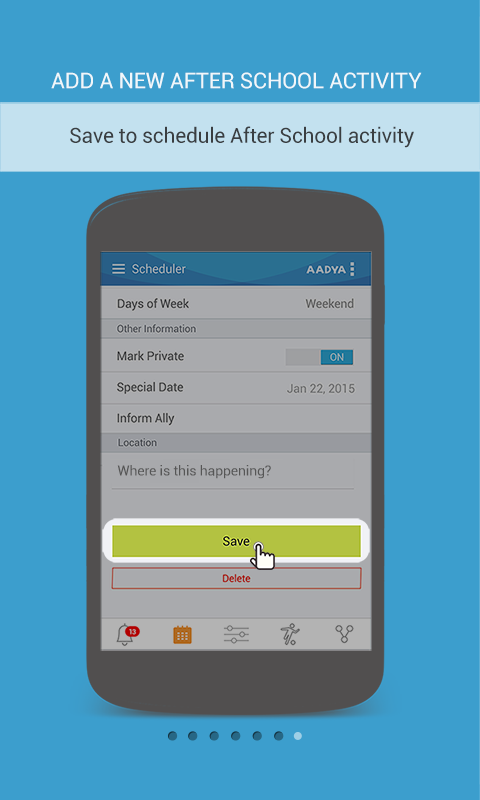 ADD A NEW AFTER SCHOOL ACTIVITY
Save to schedule After School activity
Scheduler AADYA
Days of Week Weekend
Other Information
Mark Private ON
Special Date Jan 22, 2015
Inform Ally
Location
Where is this happening?
Save
Delete
13